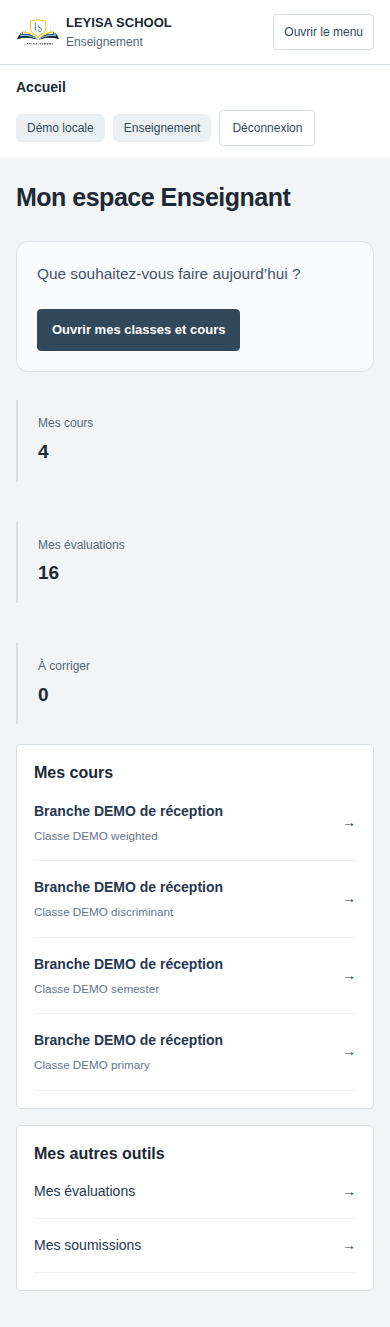 LEYISA SCHOOL
Enseignement
Ouvrir le menu
Accueil
Démo locale
Enseignement
Déconnexion
Mon espace Enseignant
Que souhaitez-vous faire aujourd’hui ?
Ouvrir mes classes et cours
Mes cours
4
Mes évaluations
16
À corriger
0
Mes cours
Branche DEMO de réception
Classe DEMO weighted
→
Branche DEMO de réception
Classe DEMO discriminant
→
Branche DEMO de réception
Classe DEMO semester
→
Branche DEMO de réception
Classe DEMO primary
→
Mes autres outils
Mes évaluations →
Mes soumissions →